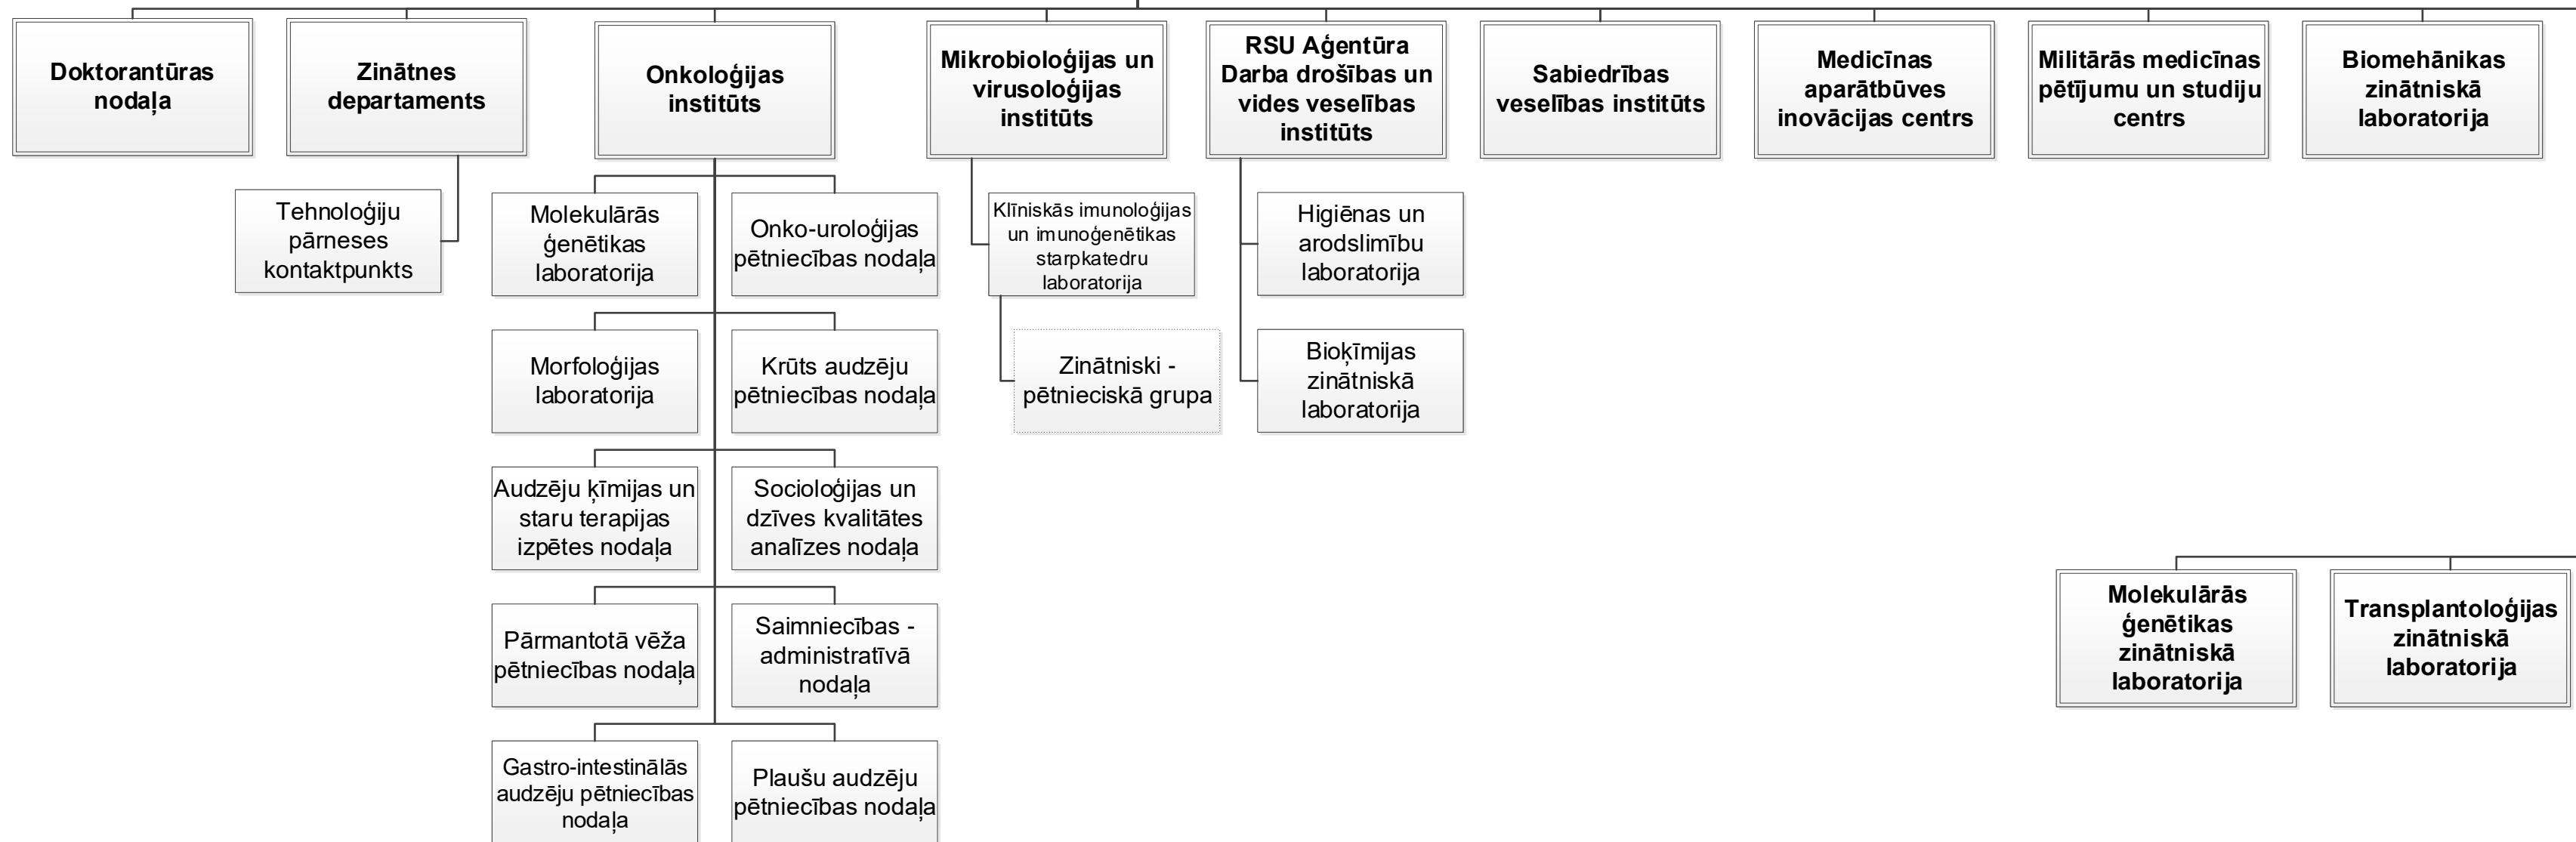 Doktorantūras
nodaļa
Zinātnes
departaments
Onkoloģijas
institūts
Mikrobioloģijas un
virusoloģijas
institūts
RSU Aģentūra
Darba drošības un
vides veselības
institūts
Sabiedrības
veselības institūts
Medicīnas
aparātbūves
inovācijas centrs
Militārās medicīnas
pētījumu un studiju
centrs
Biomehānikas
zinātniskā
laboratorija
Tehnoloģiju
pārneses
kontaktpunkts
Molekulārās
ģenētikas
laboratorija
Onko-uroloģijas
pētniecības nodaļa
Klīniskās imunoloģijas
un imunoģenētikas
starpkatedru
laboratorija
Higiēnas un
arodslimību
laboratorija
Morfoloģijas
laboratorija
Krūts audzēju
pētniecības nodaļa
Zinātniski -
pētnieciskā grupa
Bioķīmijas
zinātniskā
laboratorija
Audzēju ķīmijas un
staru terapijas
izpētes nodaļa
Socioloģijas un
dzīves kvalitātes
analīzes nodaļa
Pārmantotā vēža
pētniecības nodaļa
Saimniecības -
administratīvā
nodaļa
Molekulārās
ģenētikas
zinātniskā
laboratorija
Transplantoloģijas
zinātniskā
laboratorija
Gastro-intestinālās
audzēju pētniecības
nodaļa
Plaušu audzēju
pētniecības nodaļa